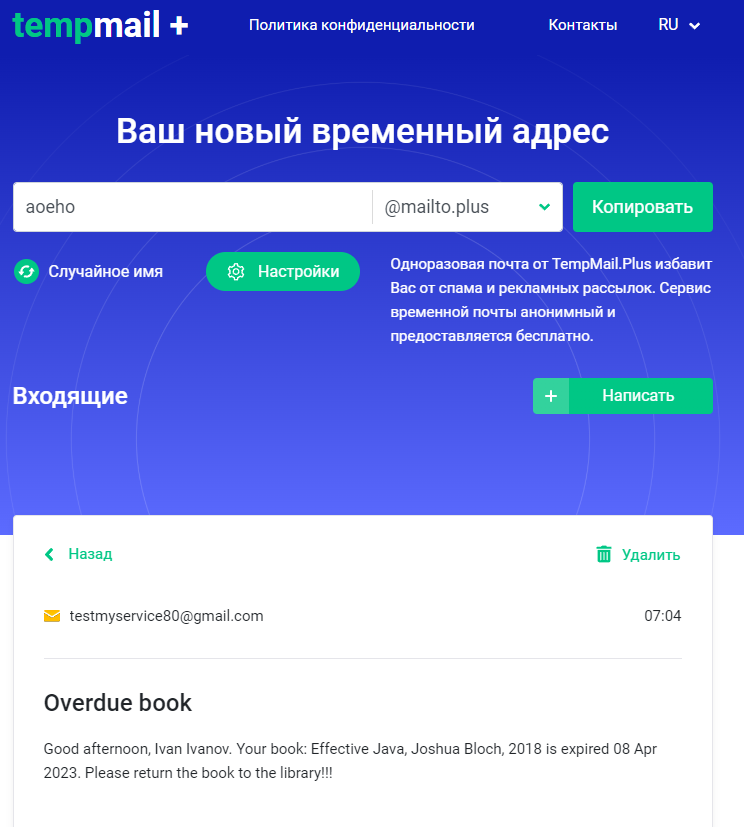 tempmail +
Политика конфиденциальности
Контакты
RU
Ваш новый временный адрес
aoeho
@mailto.plus
Копировать
Случайное имя
Настройки
Одноразовая почта от TempMail.Plus избавит
Вас от спама и рекламных рассылок. Сервис
временной почты анонимный и
предоставляется бесплатно.
Входящие
+ Написать
Назад
Удалить
testmyservice80@gmail.com
07:04
Overdue book
Good afternoon, Ivan Ivanov. Your book: Effective Java, Joshua Bloch, 2018 is expired 08 Apr
2023. Please return the book to the library!!!